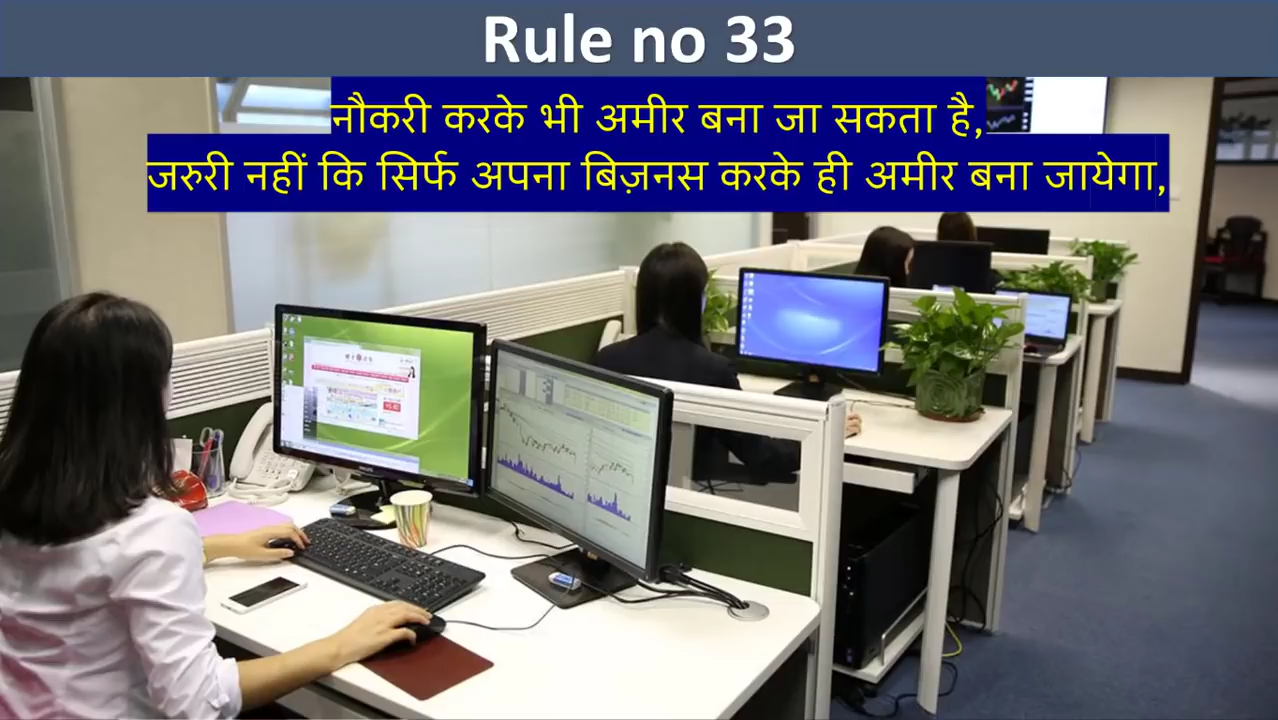 Rule no 33
नौकरी करके भी अमीर बना जा सकता है,
जरुरी नहीं कि सिर्फ अपना बिज़नस करके ही अमीर बना जायेगा,